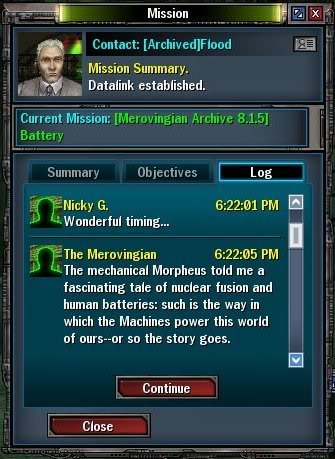 Mission
Contact: [Archived]Flood
Mission Summary.
Datalink established.
Current Mission: [Merovingian Archive 8.1.5]
Battery
Summary
Objectives
Log
Nicky G. 6:22:01 PM
Wonderful timing...
The Merovingian 6:22:05 PM
The mechanical Morpheus told me a
fascinating tale of nuclear fusion and
human batteries: such is the way in
which the Machines power this world
of ours--or so the story goes.
Continue
Close